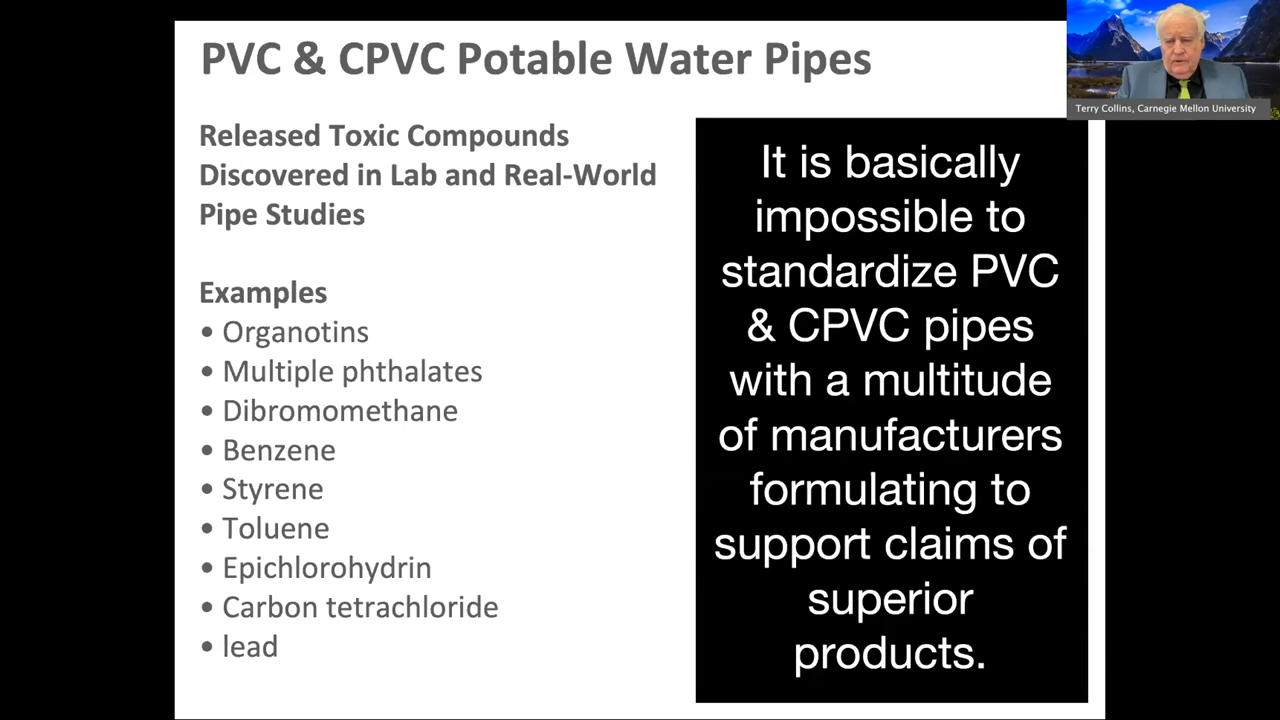 PVC & CPVC Potable Water Pipes
Terry Collins, Carnegie Mellon University
Released Toxic Compounds
Discovered in Lab and Real-World
Pipe Studies
Examples
• Organotins
• Multiple phthalates
• Dibromomethane
• Benzene
• Styrene
• Toluene
• Epichlorohydrin
• Carbon tetrachloride
• lead
It is basically
impossible to
standardize PVC
& CPVC pipes
with a multitude
of manufacturers
formulating to
support claims of
superior
products.